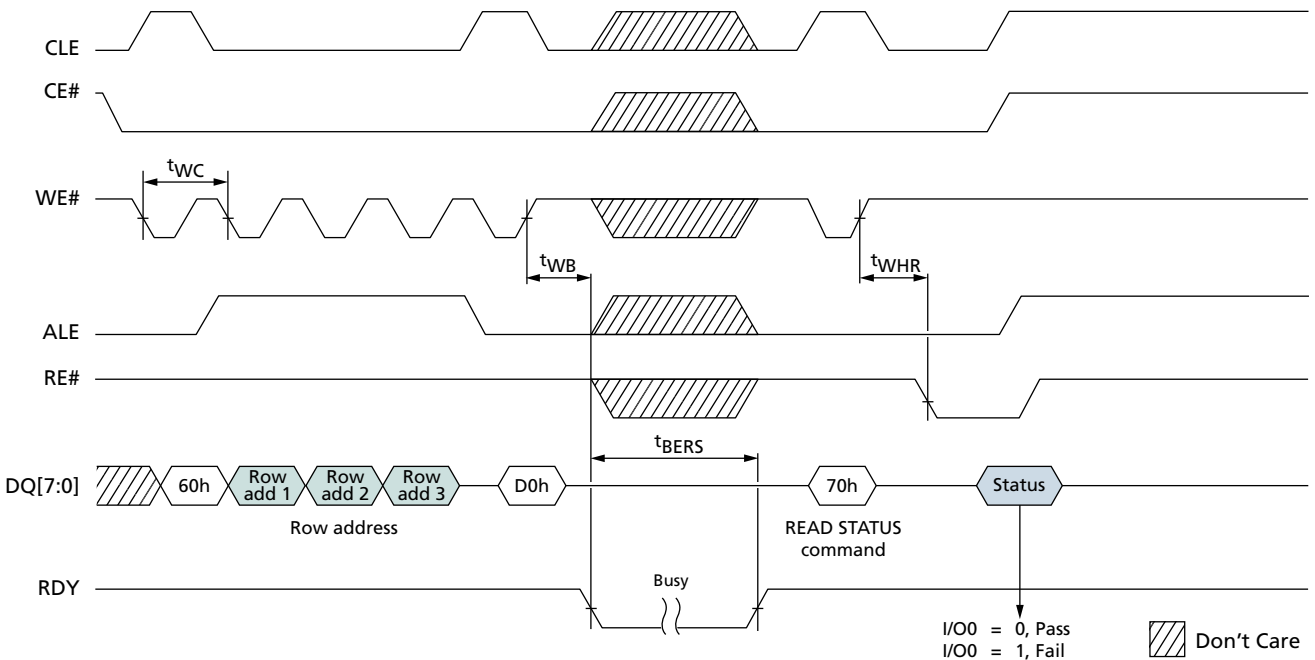 CLE
CE#
tWC
WE#
tWB
tWHR
ALE
RE#
tBERS
DQ[7:0]
60h
Row
add 1
Row
add 2
Row
add 3
D0h
70h
Status
Row address
READ STATUS
command
RDY
Busy
I/O0 = 0, Pass
I/O0 = 1, Fail
Don't Care